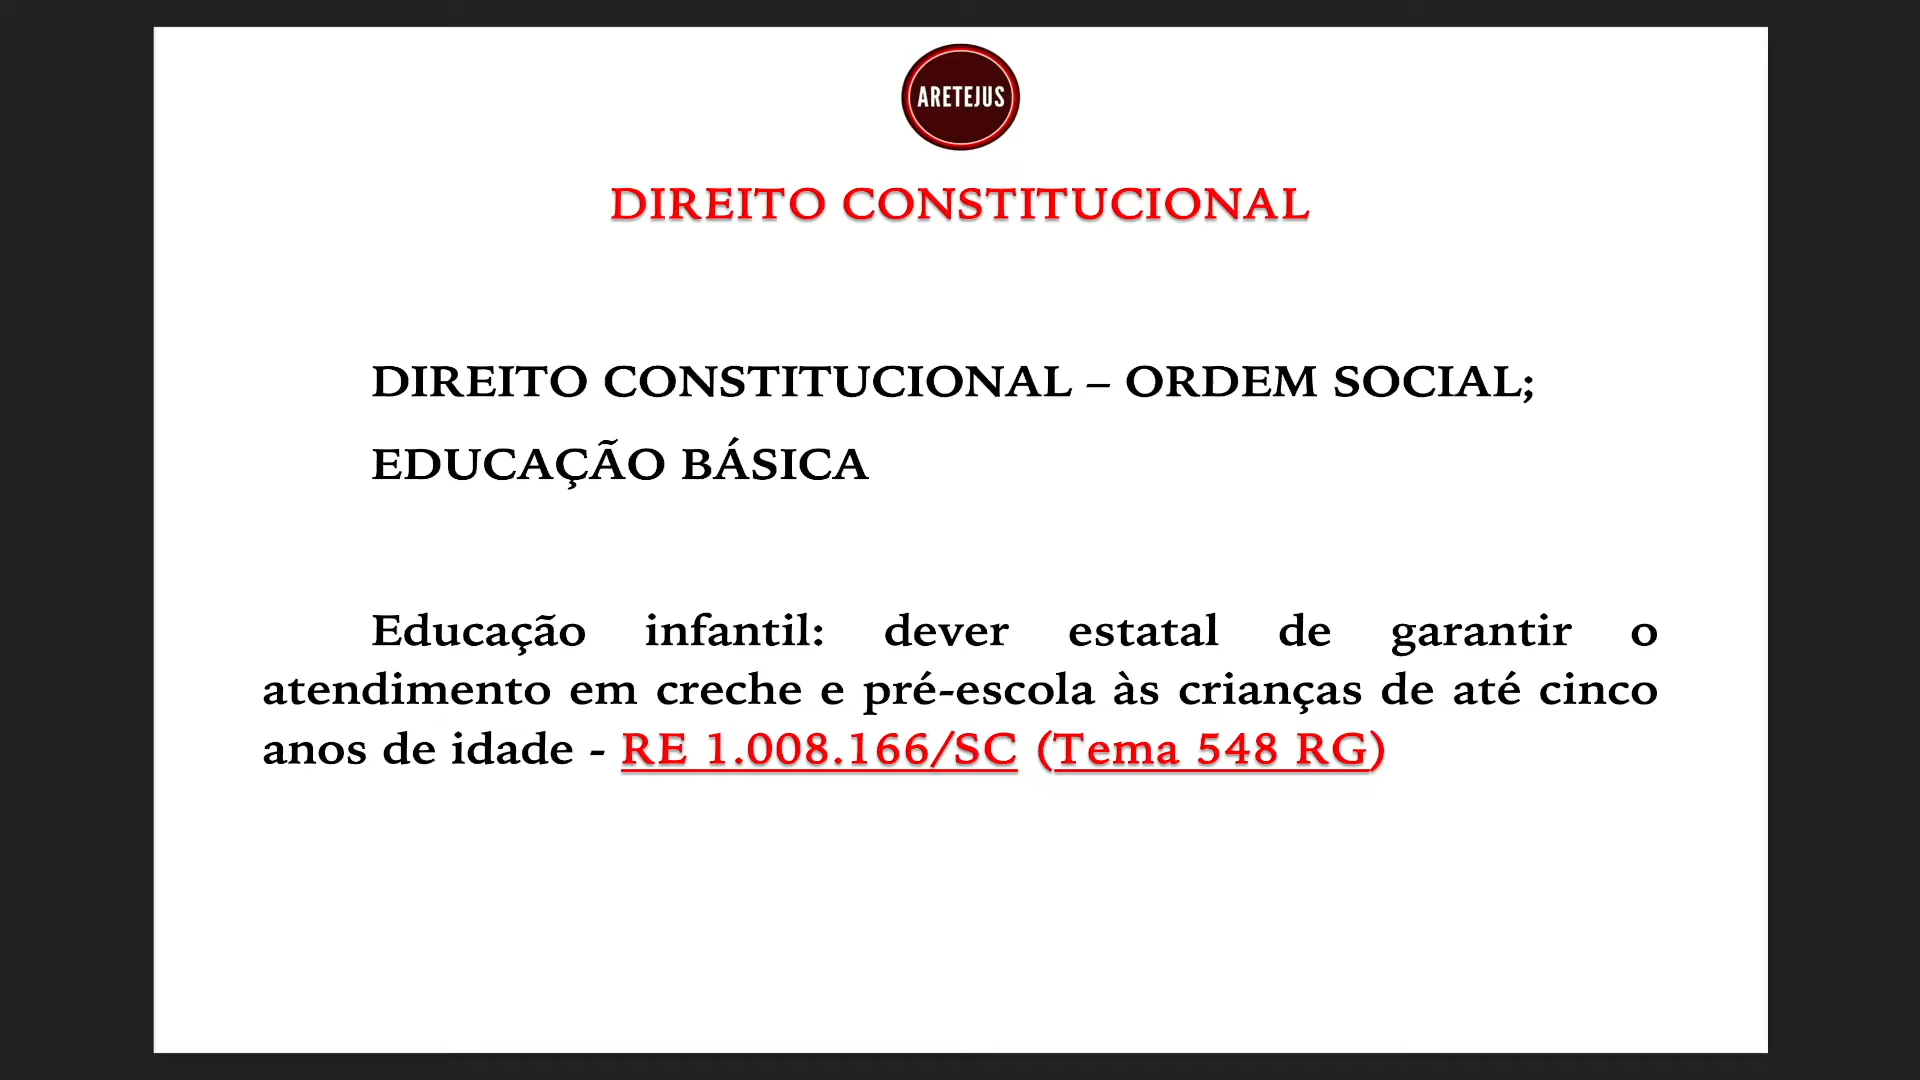 ARETEJUS
DIREITO CONSTITUCIONAL
DIREITO CONSTITUCIONAL – ORDEM SOCIAL;
EDUCAÇÃO BÁSICA
Educação infantil: dever estatal de garantir o
atendimento em creche e pré-escola às crianças de até cinco
anos de idade - RE 1.008.166/SC (Tema 548 RG)